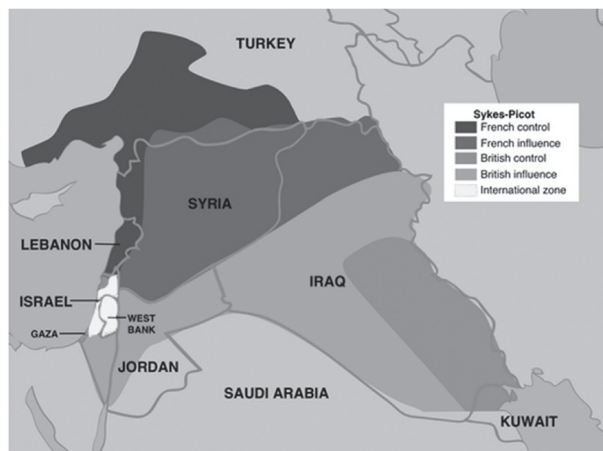 TURKEY
Sykes-Picot
French control
French influence
British control
British influence
International zone
SYRIA
LEBANON
IRAQ
ISRAEL
WEST
BANK
GAZA
JORDAN
SAUDI ARABIA
KUWAIT